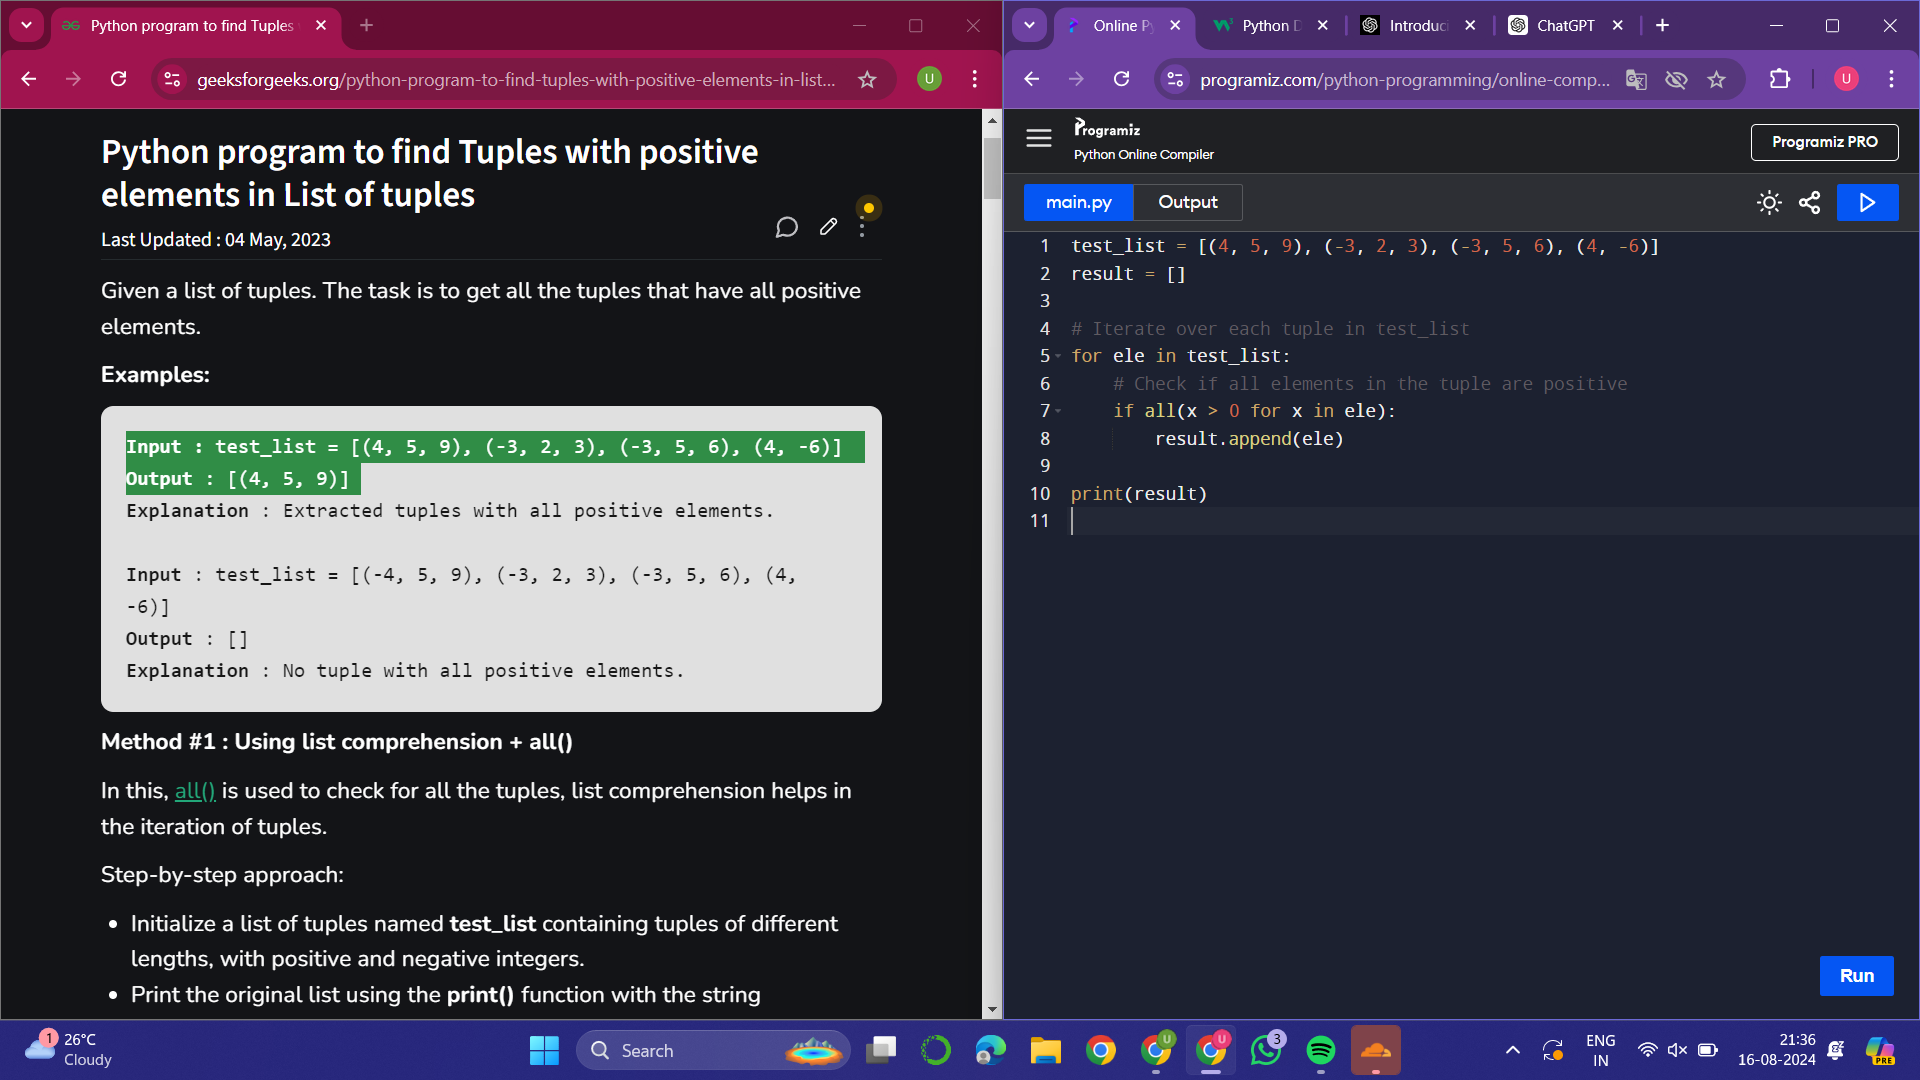 Python program to find Tuples
geeksforgeeks.org/python-program-to-find-tuples-with-positive-elements-in-list...
U
Python program to find Tuples with positive
elements in List of tuples
Last Updated : 04 May, 2023
Given a list of tuples. The task is to get all the tuples that have all positive
elements.
Examples:
Input : test_list = [(4, 5, 9), (-3, 2, 3), (-3, 5, 6), (4, -6)]
Output : [(4, 5, 9)]
Explanation : Extracted tuples with all positive elements.
Input : test_list = [(-4, 5, 9), (-3, 2, 3), (-3, 5, 6), (4,
-6)]
Output : []
Explanation : No tuple with all positive elements.
Method #1 : Using list comprehension + all()
In this, all() is used to check for all the tuples, list comprehension helps in
the iteration of tuples.
Step-by-step approach:
• Initialize a list of tuples named test_list containing tuples of different
lengths, with positive and negative integers.
• Print the original list using the print() function with the string
Online Py
Python D
Introduc
ChatGPT
programiz.com/python-programming/online-comp...
U
Programiz
Python Online Compiler
Programiz PRO
main.py
Output
1 test_list = [(4, 5, 9), (-3, 2, 3), (-3, 5, 6), (4, -6)]
2 result = []
3
4 # Iterate over each tuple in test_list
5 for ele in test_list:
6 # Check if all elements in the tuple are positive
7 if all(x > 0 for x in ele):
8 result.append(ele)
9
10 print(result)
11
Run
1
26°C
Cloudy
Search
U
U
3
ENG
IN
21:36
16-08-2024
PRE